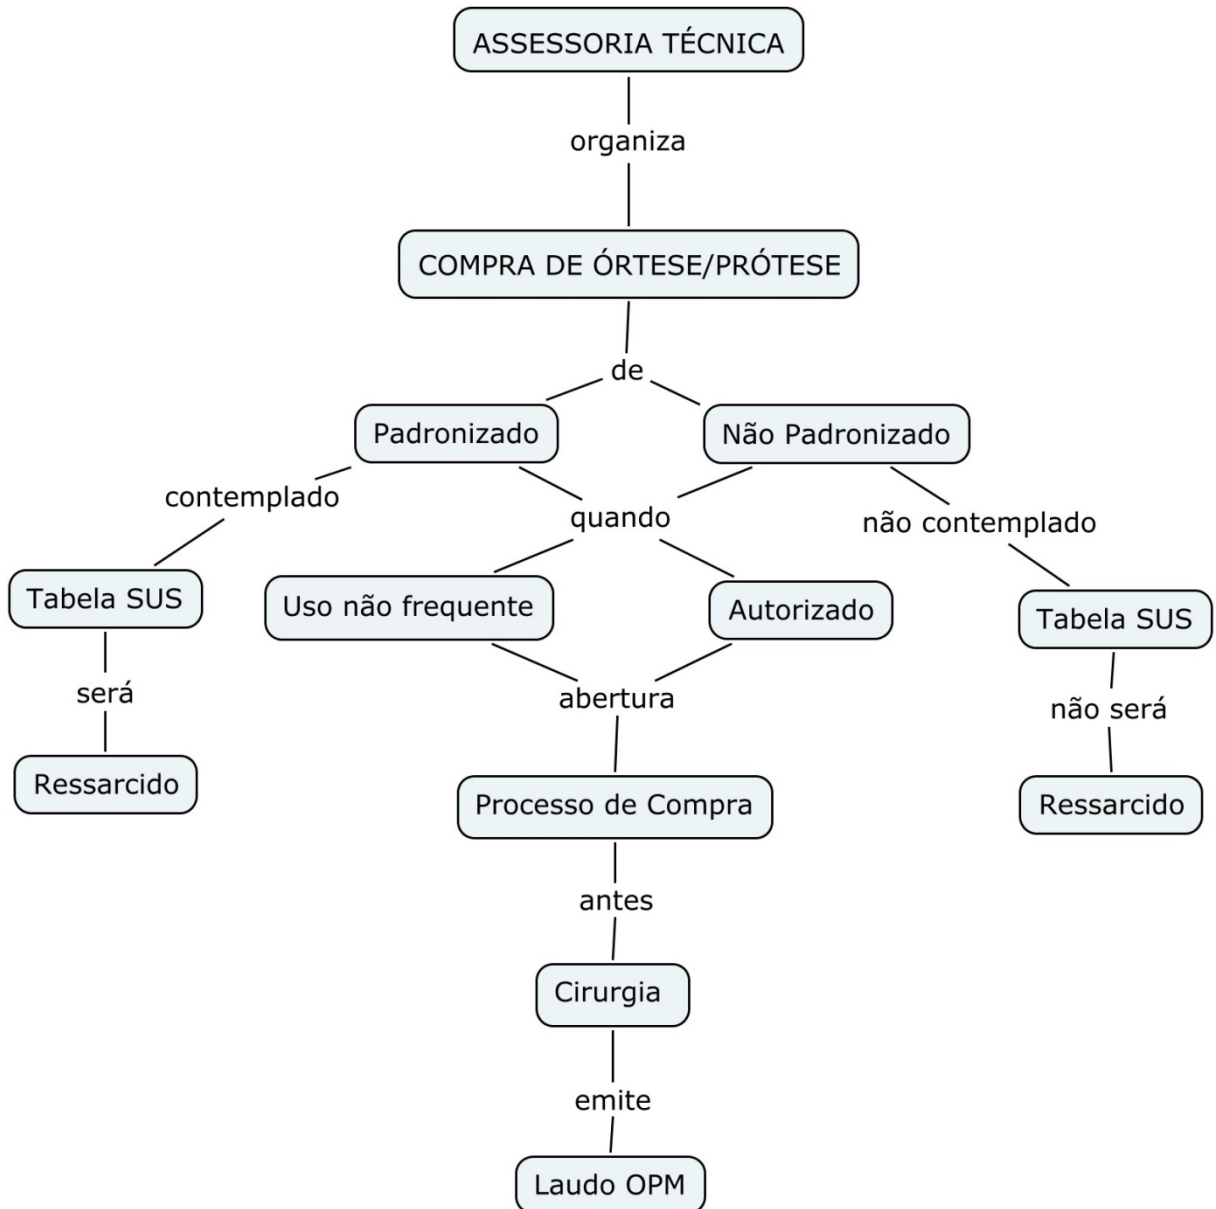 ASSESSORIA TÉCNICA
organiza
COMPRA DE ÓRTESE/PRÓTESE
de
Padronizado
Não Padronizado
contemplado
quando
não contemplado
Tabela SUS
Uso não frequente
Autorizado
Tabela SUS
será
abertura
não será
Ressarcido
Processo de Compra
Ressarcido
antes
Cirurgia
emite
Laudo OPM